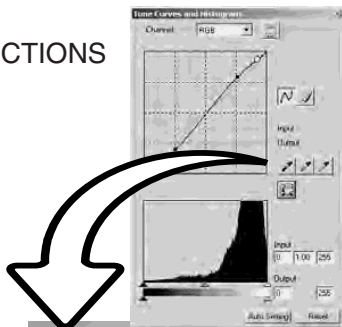 Tone Curves and Histograms
Channel: RGB
CTIONS
Input
Output
Input
0 1.00 255
Output
0 255
Auto Setting Reset